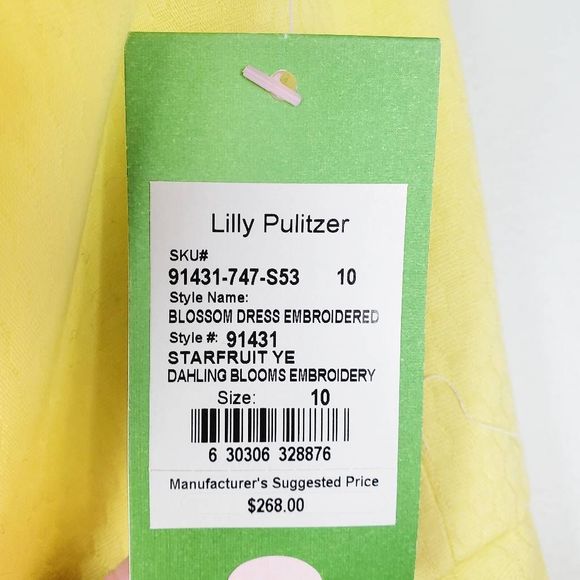 Lilly Pulitzer
SKU#
91431-747-S53 10
Style Name:
BLOSSOM DRESS EMBROIDERED
Style #: 91431
STARFRUIT YE
DAHLING BLOOMS EMBROIDERY
Size: 10
6 30306 328876
Manufacturer's Suggested Price
$268.00